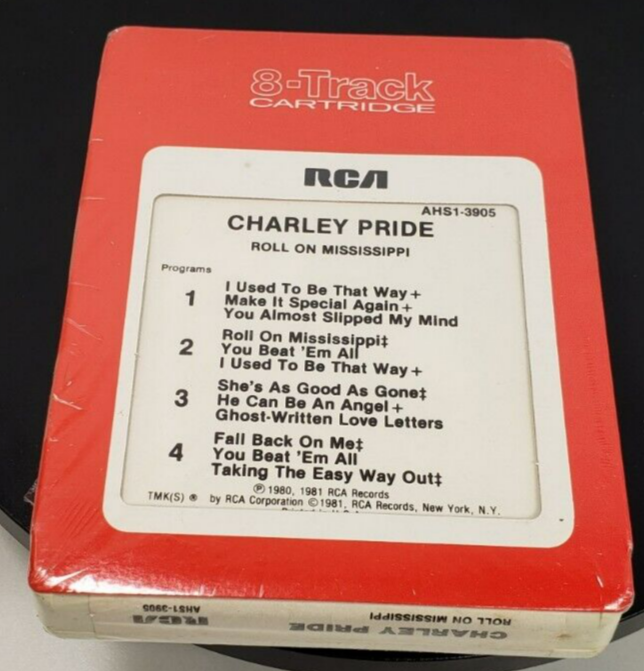 8-Track
CARTRIDGE
RCA
AHS1-3905
CHARLEY PRIDE
ROLL ON MISSISSIPPI
Programs
1
I Used To Be That Way+
Make It Special Again+
You Almost Slipped My Mind
2
Roll On Mississippi‡
You Beat 'Em All
I Used To Be That Way+
3
She's As Good As Gone‡
He Can Be An Angel+
Ghost-Written Love Letters
4
Fall Back On Me‡
You Beat 'Em All
Taking The Easy Way Out‡
℗ 1980, 1981 RCA Records
TMK(S) ® by RCA Corporation ©1981, RCA Records, New York, N.Y.
CHARLEY PRIDE
ROLL ON MISSISSIPPI
RCA
AHS1-3905